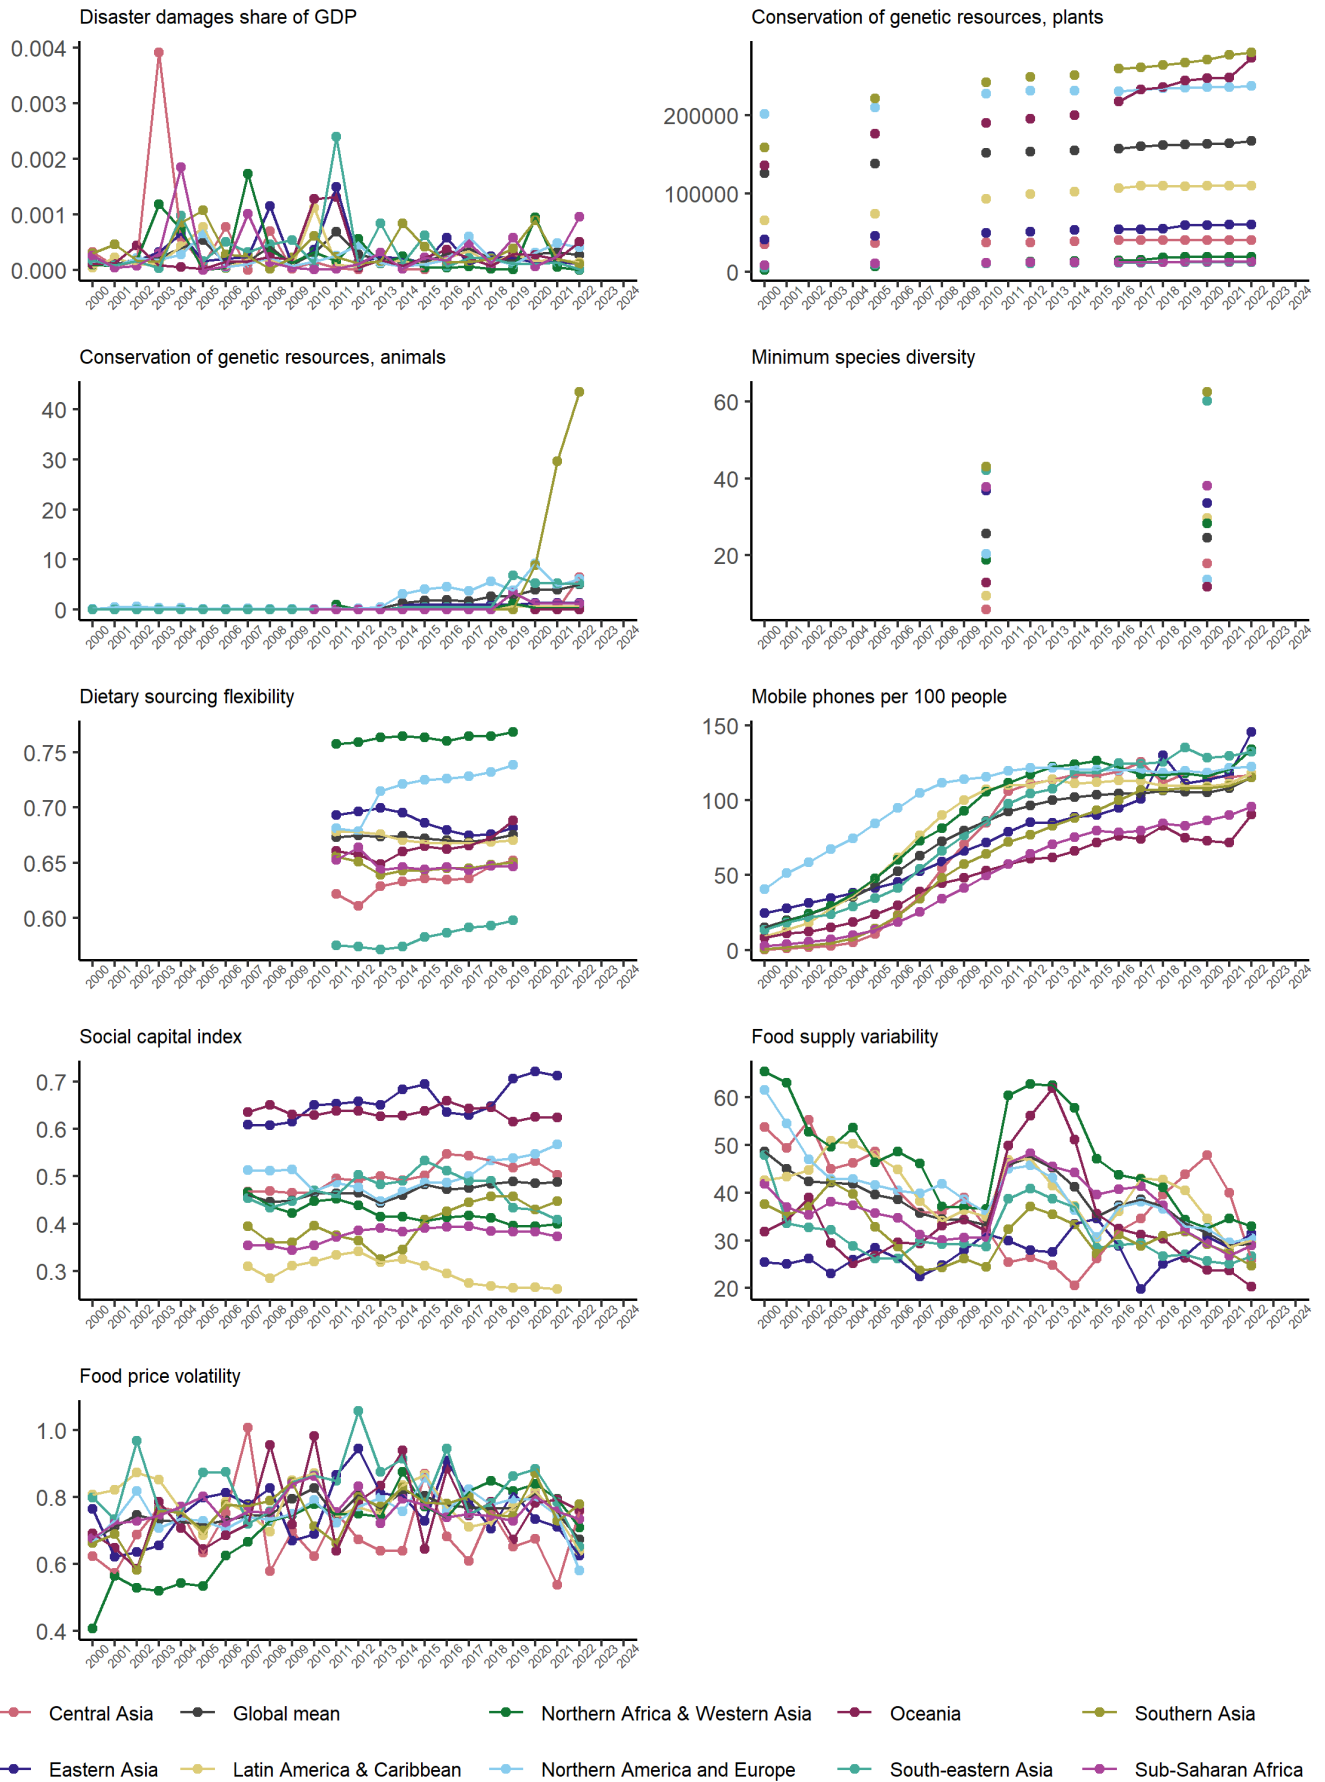 Disaster damages share of GDP
0.004
0.003
0.002
0.001
0.000
2000 2001 2002 2003 2004 2005 2006 2007 2008 2009 2010 2011 2012 2013 2014 2015 2016 2017 2018 2019 2020 2021 2022 2023 2024
Conservation of genetic resources, plants
200000
100000
0
2000 2001 2002 2003 2004 2005 2006 2007 2008 2009 2010 2011 2012 2013 2014 2015 2016 2017 2018 2019 2020 2021 2022 2023 2024
Conservation of genetic resources, animals
40
30
20
10
0
2000 2001 2002 2003 2004 2005 2006 2007 2008 2009 2010 2011 2012 2013 2014 2015 2016 2017 2018 2019 2020 2021 2022 2023 2024
Minimum species diversity
60
40
20
2000 2001 2002 2003 2004 2005 2006 2007 2008 2009 2010 2011 2012 2013 2014 2015 2016 2017 2018 2019 2020 2021 2022 2023 2024
Dietary sourcing flexibility
0.75
0.70
0.65
0.60
2000 2001 2002 2003 2004 2005 2006 2007 2008 2009 2010 2011 2012 2013 2014 2015 2016 2017 2018 2019 2020 2021 2022 2023 2024
Mobile phones per 100 people
150
100
50
0
2000 2001 2002 2003 2004 2005 2006 2007 2008 2009 2010 2011 2012 2013 2014 2015 2016 2017 2018 2019 2020 2021 2022 2023 2024
Social capital index
0.7
0.6
0.5
0.4
0.3
2000 2001 2002 2003 2004 2005 2006 2007 2008 2009 2010 2011 2012 2013 2014 2015 2016 2017 2018 2019 2020 2021 2022 2023 2024
Food supply variability
60
50
40
30
20
2000 2001 2002 2003 2004 2005 2006 2007 2008 2009 2010 2011 2012 2013 2014 2015 2016 2017 2018 2019 2020 2021 2022 2023 2024
Food price volatility
1.0
0.8
0.6
0.4
2000 2001 2002 2003 2004 2005 2006 2007 2008 2009 2010 2011 2012 2013 2014 2015 2016 2017 2018 2019 2020 2021 2022 2023 2024
Central Asia Global mean Northern Africa & Western Asia Oceania Southern Asia
Eastern Asia Latin America & Caribbean Northern America and Europe South-eastern Asia Sub-Saharan Africa